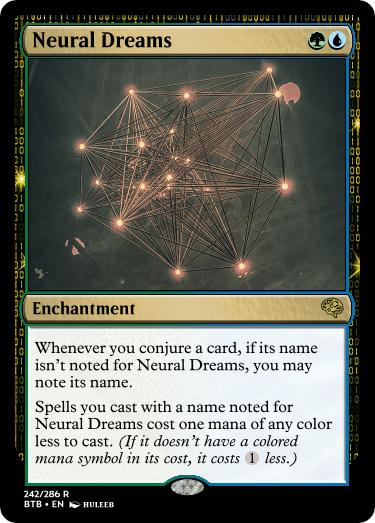 Neural Dreams
Enchantment
Whenever you conjure a card, if its name
isn't noted for Neural Dreams, you may
note its name.
Spells you cast with a name noted for
Neural Dreams cost one mana of any color
less to cast. (If it doesn't have a colored
mana symbol in its cost, it costs 1 less.)
242/286 R
BTB • EN HULEEB